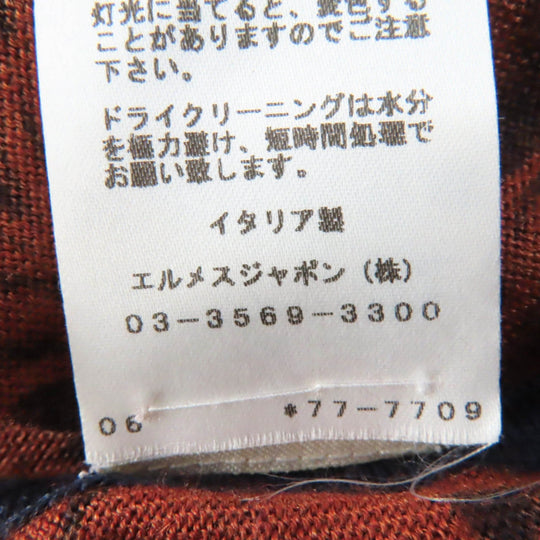 灯光に当てると、変色する
ことがありますのでご注意
下さい。
ドライクリーニングは水分
を極力避け、短時間処理で
お願い致します。
イタリア製
エルメスジャポン（株）
03-3569-3300
06 *77-7709